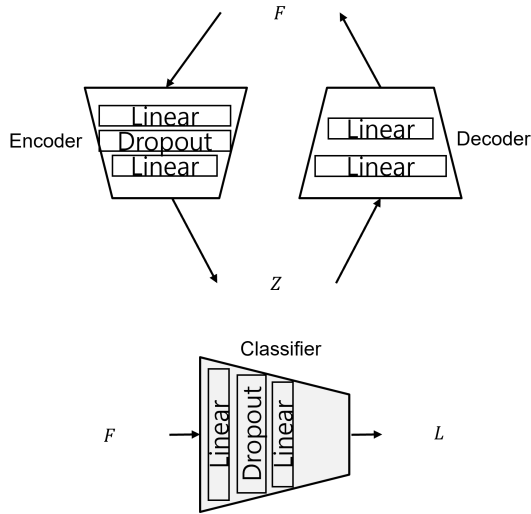 F
Encoder
Linear
Dropout
Linear
Linear
Linear
Decoder
Z
Classifier
F
Linear
Dropout
Linear
L